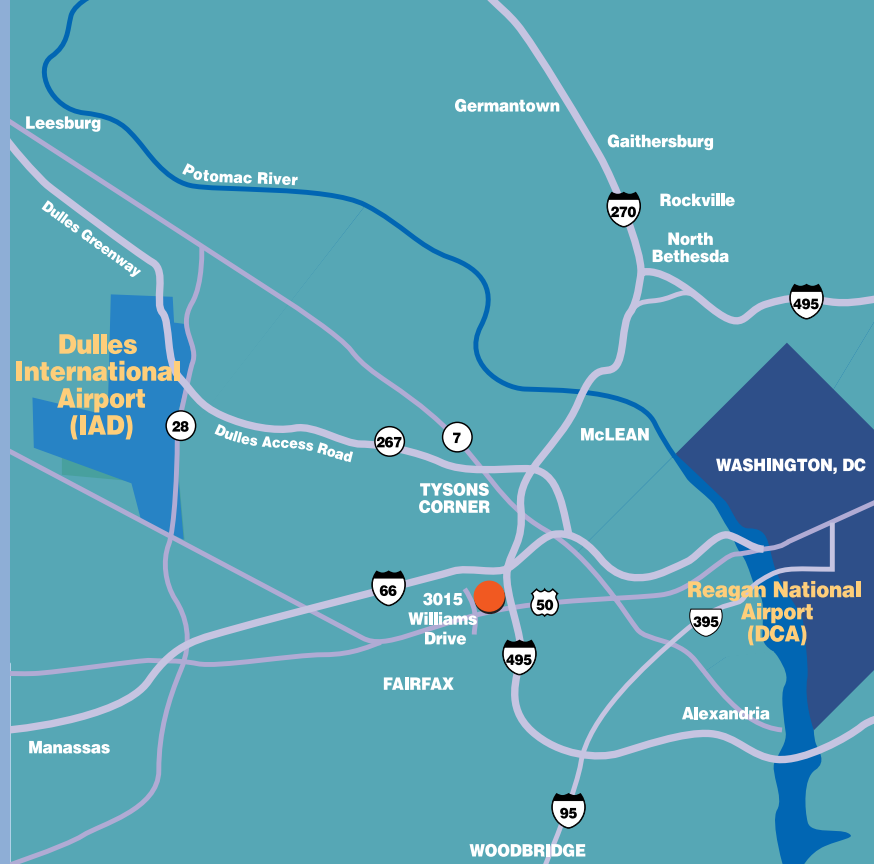 Germantown
Leesburg
Gaithersburg
Potomac River
Rockville
270
Dulles Greenway
North
Bethesda
495
Dulles
International
Airport
(IAD)
28
Dulles Access Road
267
7
McLEAN
WASHINGTON, DC
TYSONS
CORNER
66
3015
Williams
Drive
50
Reagan National
Airport
(DCA)
395
495
FAIRFAX
Alexandria
Manassas
95
WOODBRIDGE